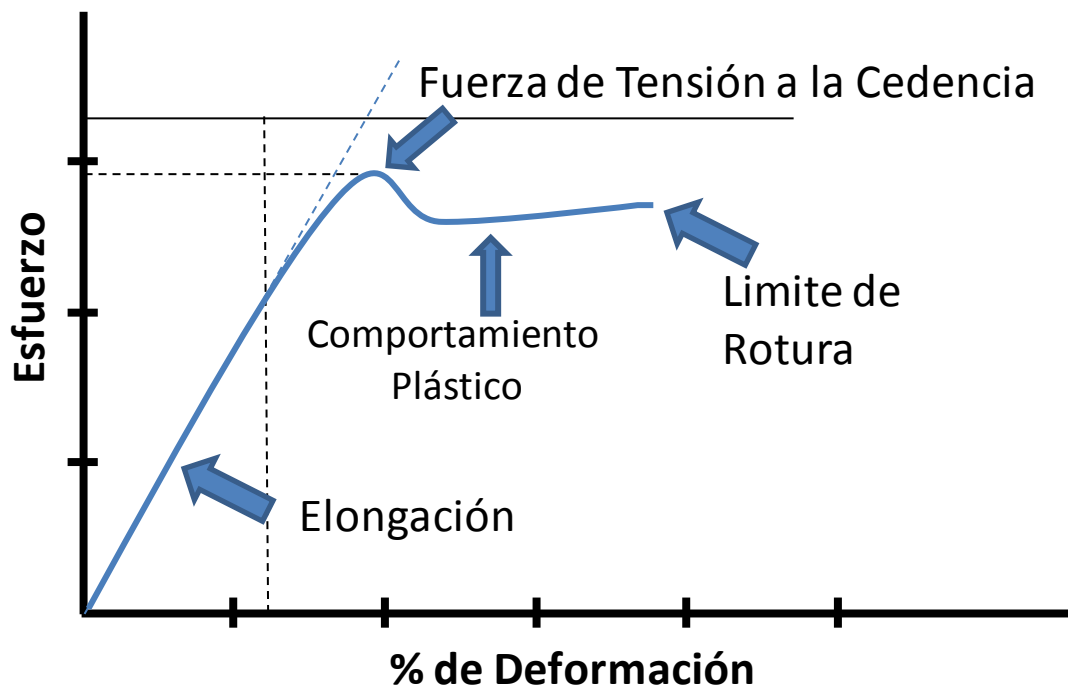 Fuerza de Tensión a la Cedencia
Esfuerzo
Limite de
Rotura
Comportamiento
Plástico
Elongación
% de Deformación